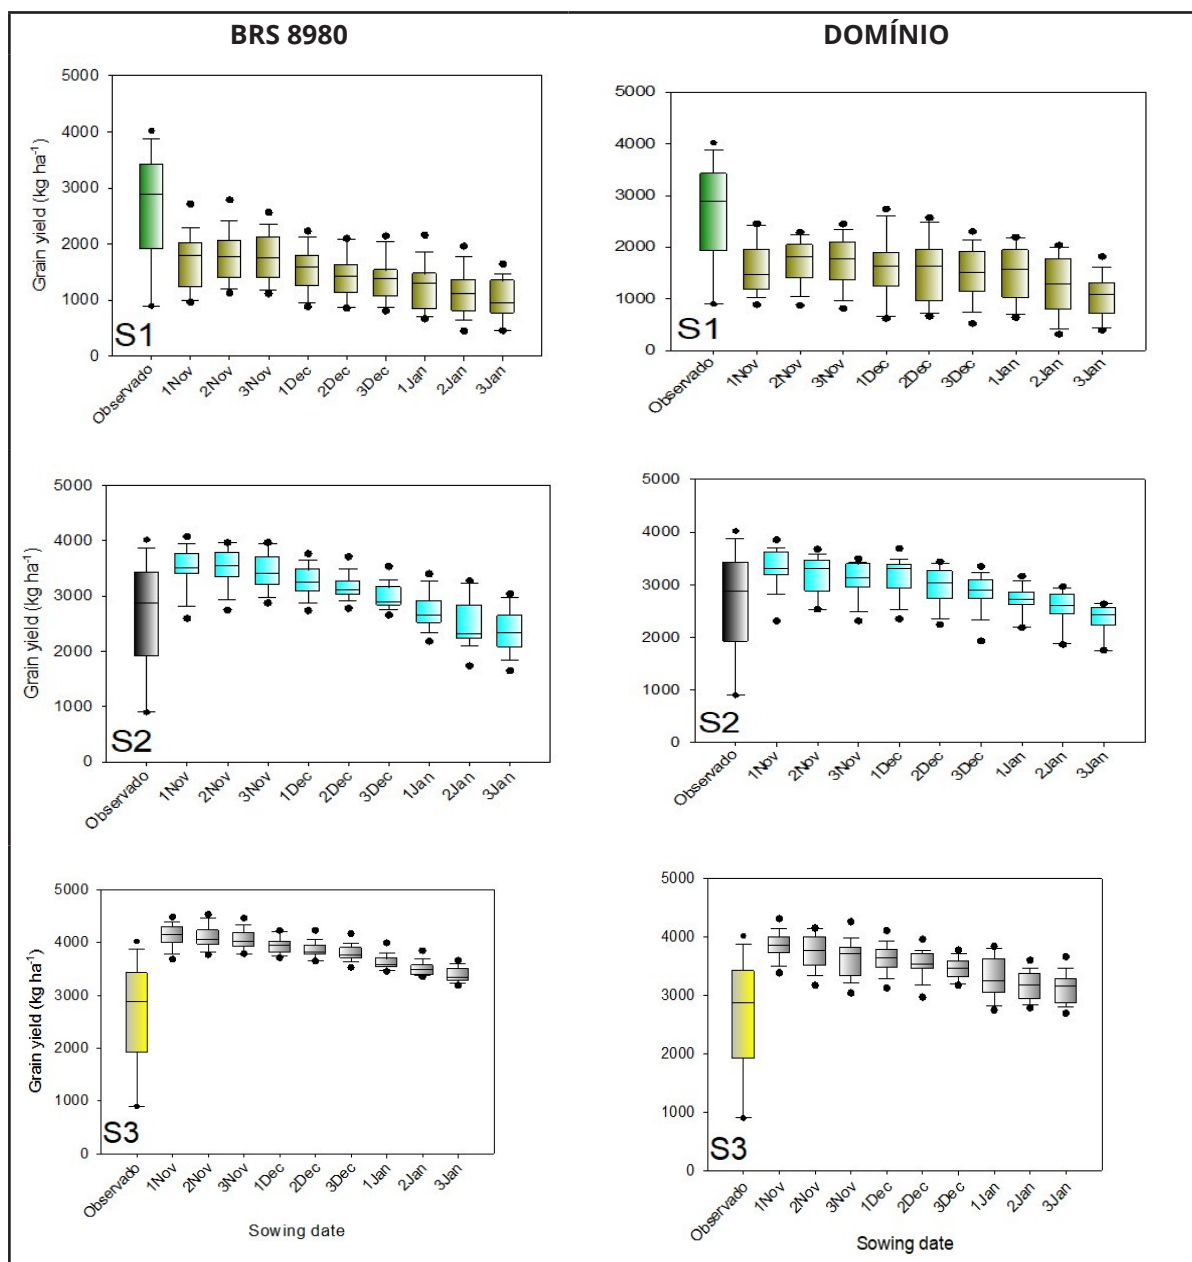 BRS 8980
DOMÍNIO
Grain yield (kg ha-1)
5000
4000
3000
2000
1000
0
S1
Observado
1Nov
2Nov
3Nov
1Dec
2Dec
3Dec
1Jan
2Jan
3Jan
5000
4000
3000
2000
1000
0
S1
Observado
1Nov
2Nov
3Nov
1Dec
2Dec
3Dec
1Jan
2Jan
3Jan
Grain yield (kg ha-1)
5000
4000
3000
2000
1000
0
S2
Observado
1Nov
2Nov
3Nov
1Dec
2Dec
3Dec
1Jan
2Jan
3Jan
5000
4000
3000
2000
1000
0
S2
Observado
1Nov
2Nov
3Nov
1Dec
2Dec
3Dec
1Jan
2Jan
3Jan
Grain yield (kg ha-1)
5000
4000
3000
2000
1000
0
S3
Observado
1Nov
2Nov
3Nov
1Dec
2Dec
3Dec
1Jan
2Jan
3Jan
Sowing date
5000
4000
3000
2000
1000
0
S3
Observado
1Nov
2Nov
3Nov
1Dec
2Dec
3Dec
1Jan
2Jan
3Jan
Sowing date